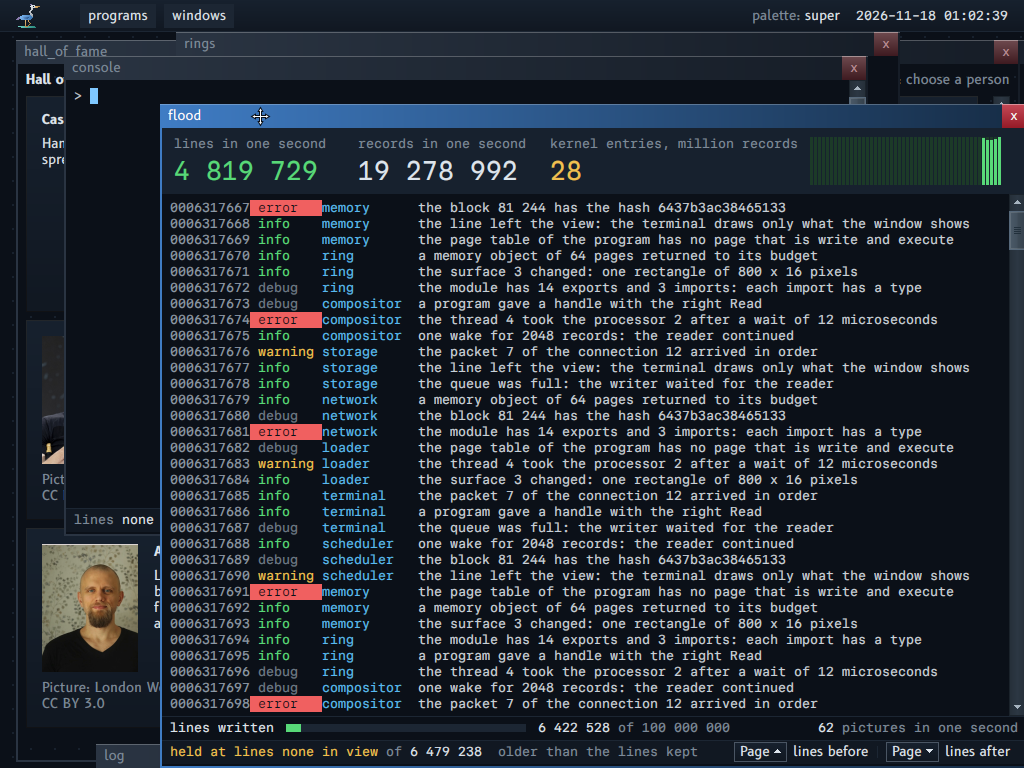 programs windows palette: super 2026-11-18 01:02:39
rings x
hall_of_fame x
console x
Hall o choose a person
>
flood x
lines in one second records in one second kernel entries, million records
4 819 729 19 278 992 28
Cas
Han
spre
0006317667 error memory the block 81 244 has the hash 6437b3ac38465133
0006317668 info memory the line left the view: the terminal draws only what the window shows
0006317669 info memory the page table of the program has no page that is write and execute
0006317670 info ring a memory object of 64 pages returned to its budget
0006317671 info ring the surface 3 changed: one rectangle of 800 x 16 pixels
0006317672 debug ring the module has 14 exports and 3 imports: each import has a type
0006317673 debug compositor a program gave a handle with the right Read
0006317674 error compositor the thread 4 took the processor 2 after a wait of 12 microseconds
0006317675 info compositor one wake for 2048 records: the reader continued
0006317676 warning storage the packet 7 of the connection 12 arrived in order
0006317677 info storage the line left the view: the terminal draws only what the window shows
0006317678 info storage the queue was full: the writer waited for the reader
0006317679 info network a memory object of 64 pages returned to its budget
0006317680 debug network the block 81 244 has the hash 6437b3ac38465133
0006317681 error network the module has 14 exports and 3 imports: each import has a type
0006317682 debug loader the page table of the program has no page that is write and execute
0006317683 warning loader the thread 4 took the processor 2 after a wait of 12 microseconds
0006317684 info loader the surface 3 changed: one rectangle of 800 x 16 pixels
0006317685 info terminal the packet 7 of the connection 12 arrived in order
0006317686 info terminal a program gave a handle with the right Read
0006317687 debug terminal the queue was full: the writer waited for the reader
0006317688 info scheduler one wake for 2048 records: the reader continued
0006317689 debug scheduler the block 81 244 has the hash 6437b3ac38465133
0006317690 warning scheduler the line left the view: the terminal draws only what the window shows
0006317691 error memory the page table of the program has no page that is write and execute
0006317692 info memory a memory object of 64 pages returned to its budget
0006317693 info memory the surface 3 changed: one rectangle of 800 x 16 pixels
0006317694 info ring the module has 14 exports and 3 imports: each import has a type
0006317695 info ring a program gave a handle with the right Read
0006317696 debug ring the thread 4 took the processor 2 after a wait of 12 microseconds
0006317697 debug compositor one wake for 2048 records: the reader continued
0006317698 error compositor the packet 7 of the connection 12 arrived in order
Pict
CC
lines none
Picture: London W
CC BY 3.0
log
lines written 6 422 528 of 100 000 000 62 pictures in one second
held at lines none in view of 6 479 238 older than the lines kept Page lines before Page lines after